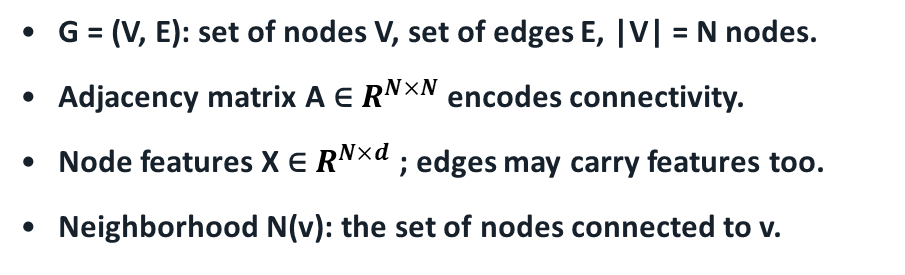 • G = (V, E): set of nodes V, set of edges E, |V| = N nodes.
• Adjacency matrix A ∈ R^{N×N} encodes connectivity.
• Node features X ∈ R^{N×d} ; edges may carry features too.
• Neighborhood N(v): the set of nodes connected to v.